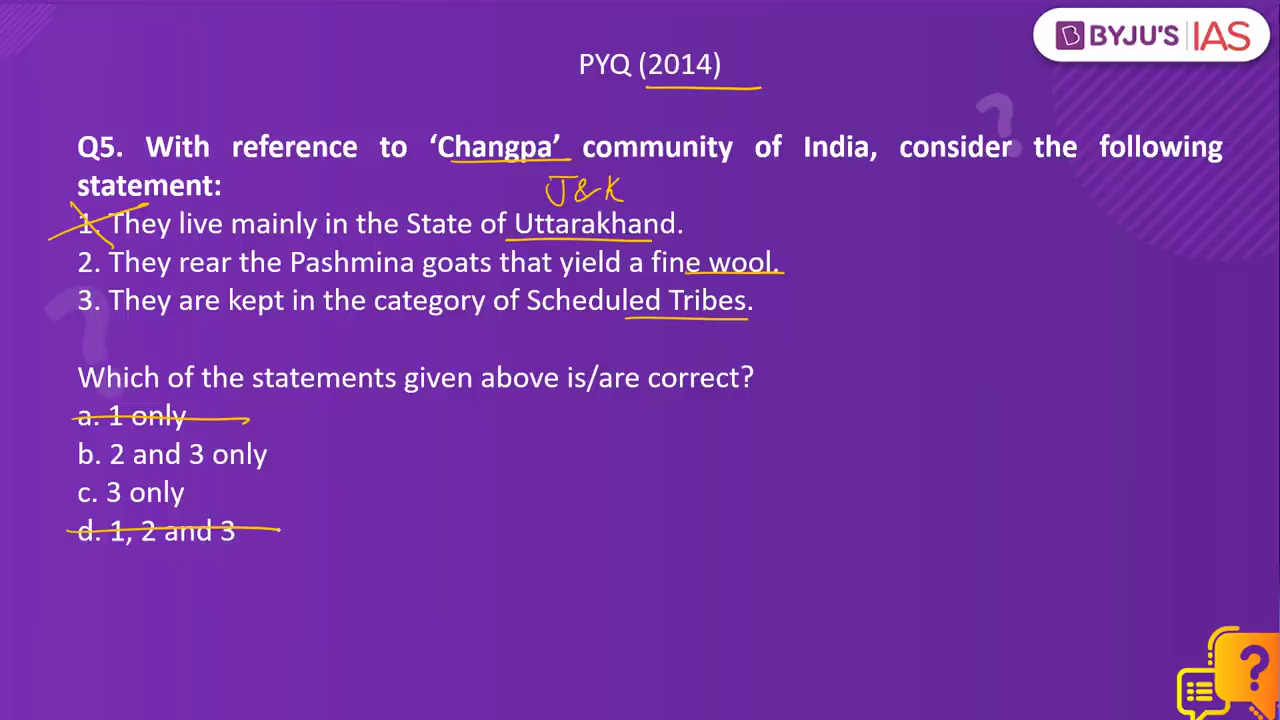 BYJU'S IAS
PYQ (2014)
Q5. With reference to ‘Changpa’ community of India, consider the following
statement:
J&K
1. They live mainly in the State of Uttarakhand.
2. They rear the Pashmina goats that yield a fine wool.
3. They are kept in the category of Scheduled Tribes.
Which of the statements given above is/are correct?
a. 1 only
b. 2 and 3 only
c. 3 only
d. 1, 2 and 3